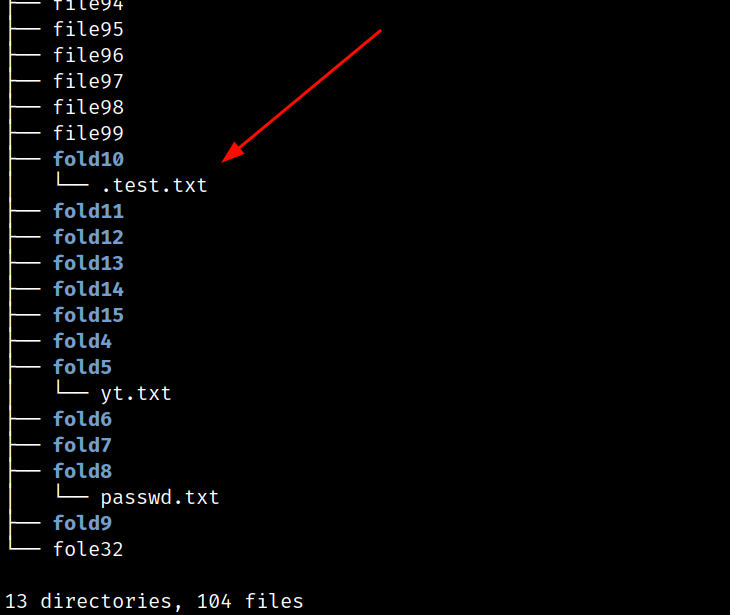 ├── file94
├── file95
├── file96
├── file97
├── file98
├── file99
├── fold10
│   └── .test.txt
├── fold11
├── fold12
├── fold13
├── fold14
├── fold15
├── fold4
├── fold5
│   └── yt.txt
├── fold6
├── fold7
├── fold8
│   └── passwd.txt
├── fold9
└── fole32
13 directories, 104 files